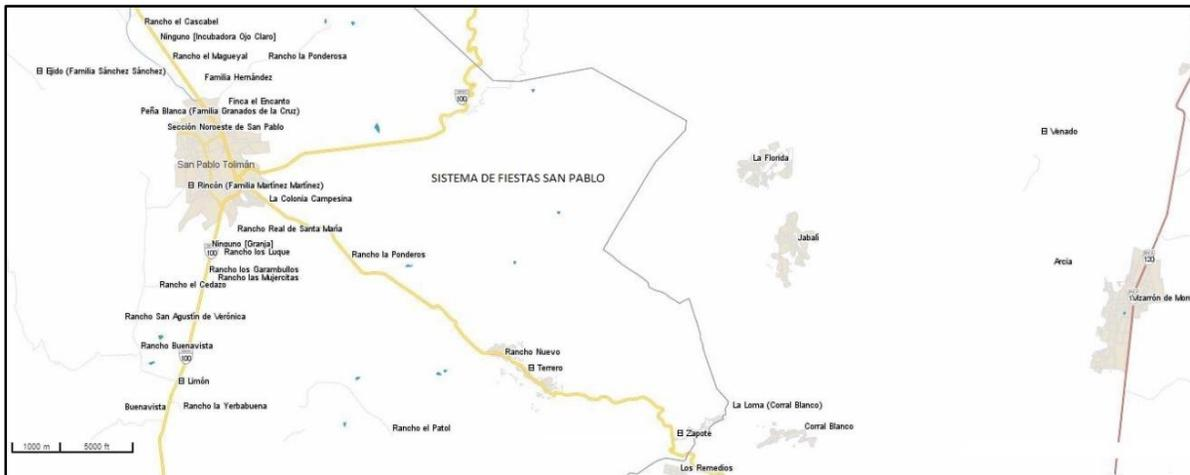 Rancho el Cascabel
Ninguno [Incubadora Ojo Claro]
Rancho el Magueyal
Rancho la Ponderosa
El Ejido (Familia Sánchez Sánchez)
Familia Hernández
100
Finca el Encanto
Peña Blanca (Familia Granados de la Cruz)
Sección Noroeste de San Pablo
El Venado
La Florida
San Pablo Tolimán
SISTEMA DE FIESTAS SAN PABLO
El Rincón (Familia Martínez Martínez)
La Colonia Campesina
Rancho Real de Santa María
Jabalí
Ninguno [Granja]
100
Rancho los Luque
Rancho la Ponderos
120
Arcia
Rancho los Garambullos
Rancho las Mujercitas
Rancho el Cedazo
Vizarrón de Mon
Rancho San Agustín de Verónica
Rancho Buenavista
100
Rancho Nuevo
El Terrero
El Limón
Buenavista
Rancho la Yerbabuena
La Loma (Corral Blanco)
Rancho el Patol
El Zapote
Corral Blanco
1000 m
5000 ft
Los Remedios